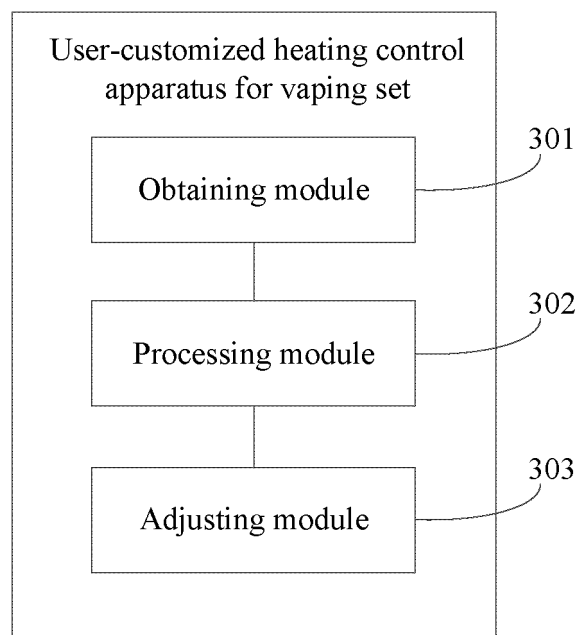 User-customized heating control
apparatus for vaping set
301
Obtaining module
302
Processing module
303
Adjusting module